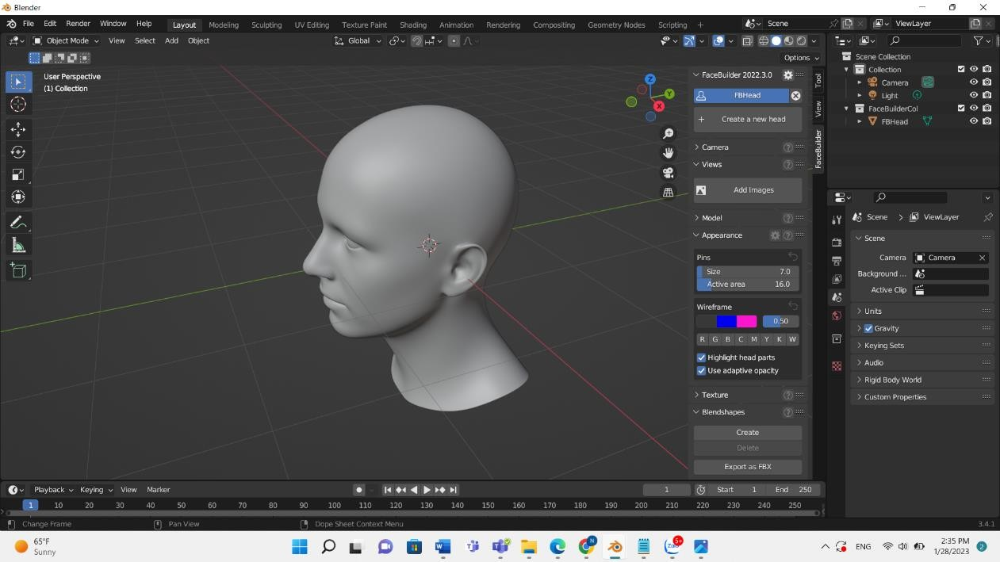 Blender
File Edit Render Window Help Layout Modeling Sculpting UV Editing Texture Paint Shading Animation Rendering Compositing Geometry Nodes Scripting + Scene ViewLayer
Object Mode View Select Add Object Global
Options
User Perspective
(1) Collection
Z
Y
X
FaceBuilder 2022.3.0
FBHead
+ Create a new head
Camera
Views
Add Images
Model
Appearance
Pins
Size 7.0
Active area 16.0
Wireframe
0.50
R G B C M Y K W
Highlight head parts
Use adaptive opacity
Texture
Blendshapes
Create
Delete
Export as FBX
Tool
View
FaceBuilder
Scene Collection
Collection
Camera
Light
FaceBuilderCol
FBHead
Scene > ViewLayer
Scene
Camera Camera
Background ...
Active Clip
Units
Gravity
Keying Sets
Audio
Rigid Body World
Custom Properties
Playback Keying View Marker 1 Start 1 End 250
1 10 20 30 40 50 60 70 80 90 100 110 120 130 140 150 160 170 180 190 200 210 220 230 240 250
Change Frame Pan View Dope Sheet Context Menu 3.4.1
65°F
Sunny
W
T
N
Zalo
5+
ENG
2:35 PM
1/28/2023
2